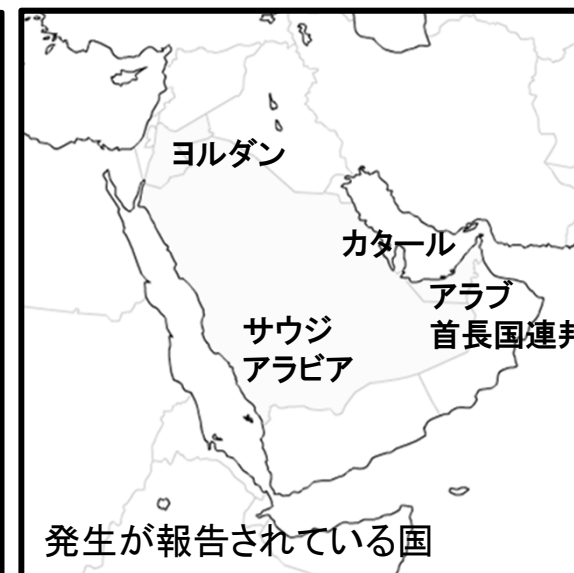 ヨルダン
カタール
アラブ
首長国連邦
サウジ
アラビア
発生が報告されている国